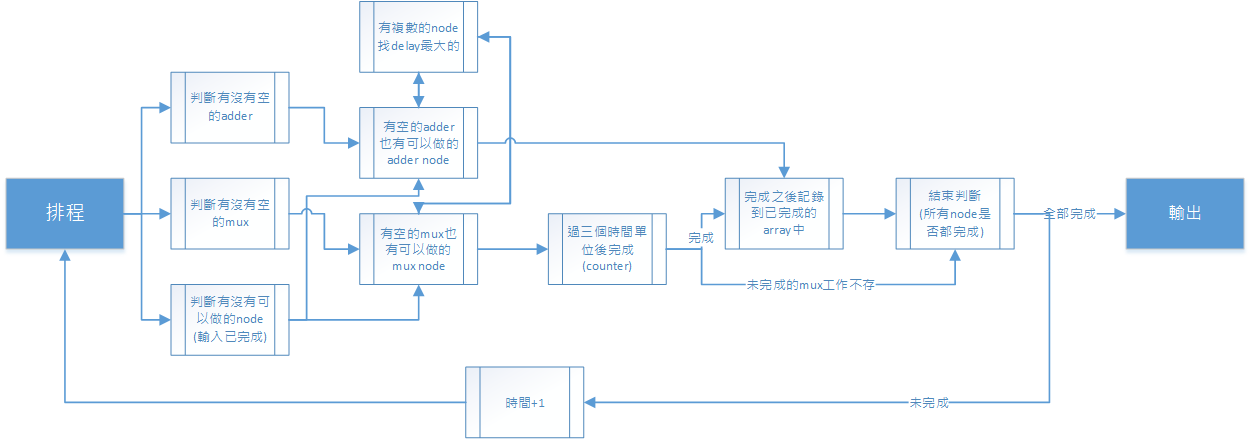 有複數的node
找delay最大的
判斷有沒有空
的adder
有空的adder
也有可以做的
adder node
排程
判斷有沒有空
的mux
有空的mux也
有可以做的
mux node
過三個時間單
位後完成
(counter)
完成
完成之後記錄
到已完成的
array中
結束判斷
(所有node是
否都完成)
全部完成
輸出
未完成的mux工作不存
判斷有沒有可
以做的node
(輸入已完成)
時間+1
未完成